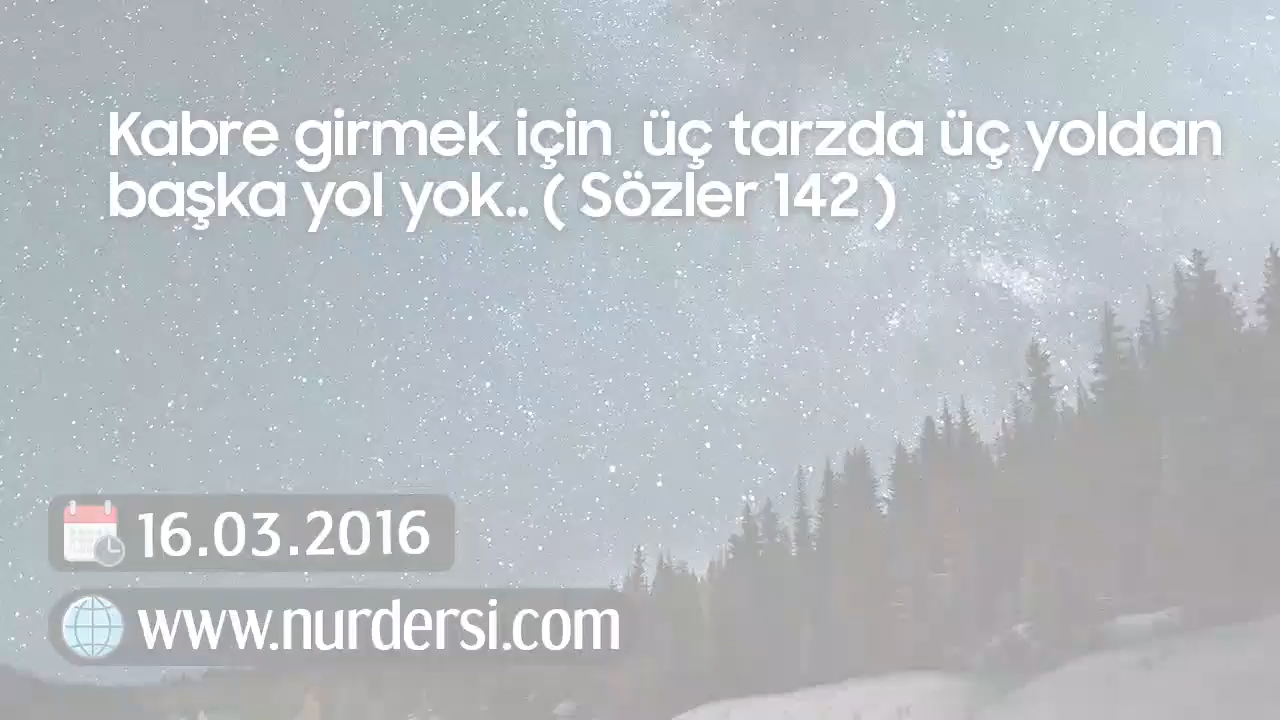 Kabre girmek için üç tarzda üç yoldan
başka yol yok.. ( Sözler 142 )
16.03.2016
www.nurdersi.com